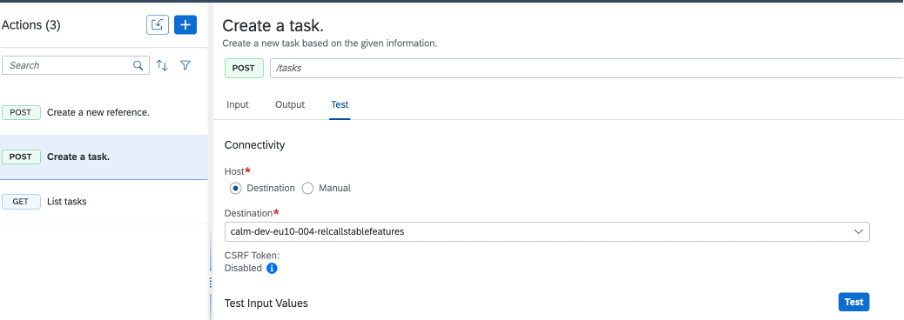 Actions (3)
Search
POST Create a new reference.
POST Create a task.
GET List tasks
Create a task.
Create a new task based on the given information.
POST /tasks
Input Output Test
Connectivity
Host*
Destination Manual
Destination*
calm-dev-eu10-004-relcallstablefeatures
CSRF Token:
Disabled
Test Input Values Test